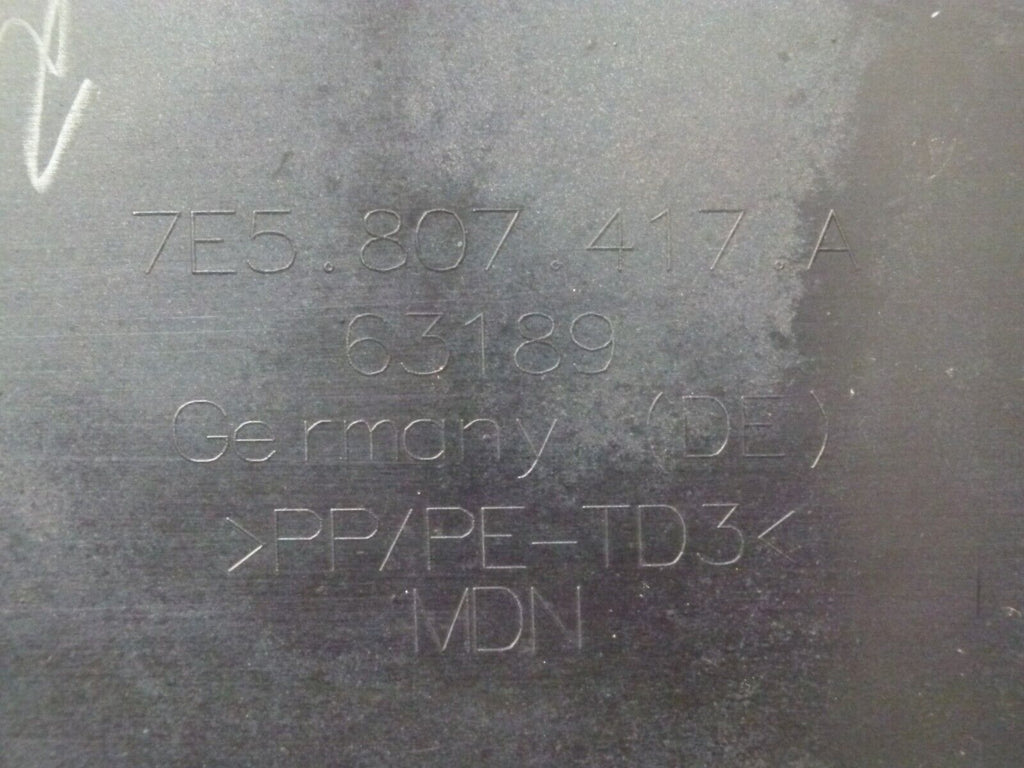 7E5.807.417.A
63189
Germany (DE)
>PP/PE-TD3<
MDN